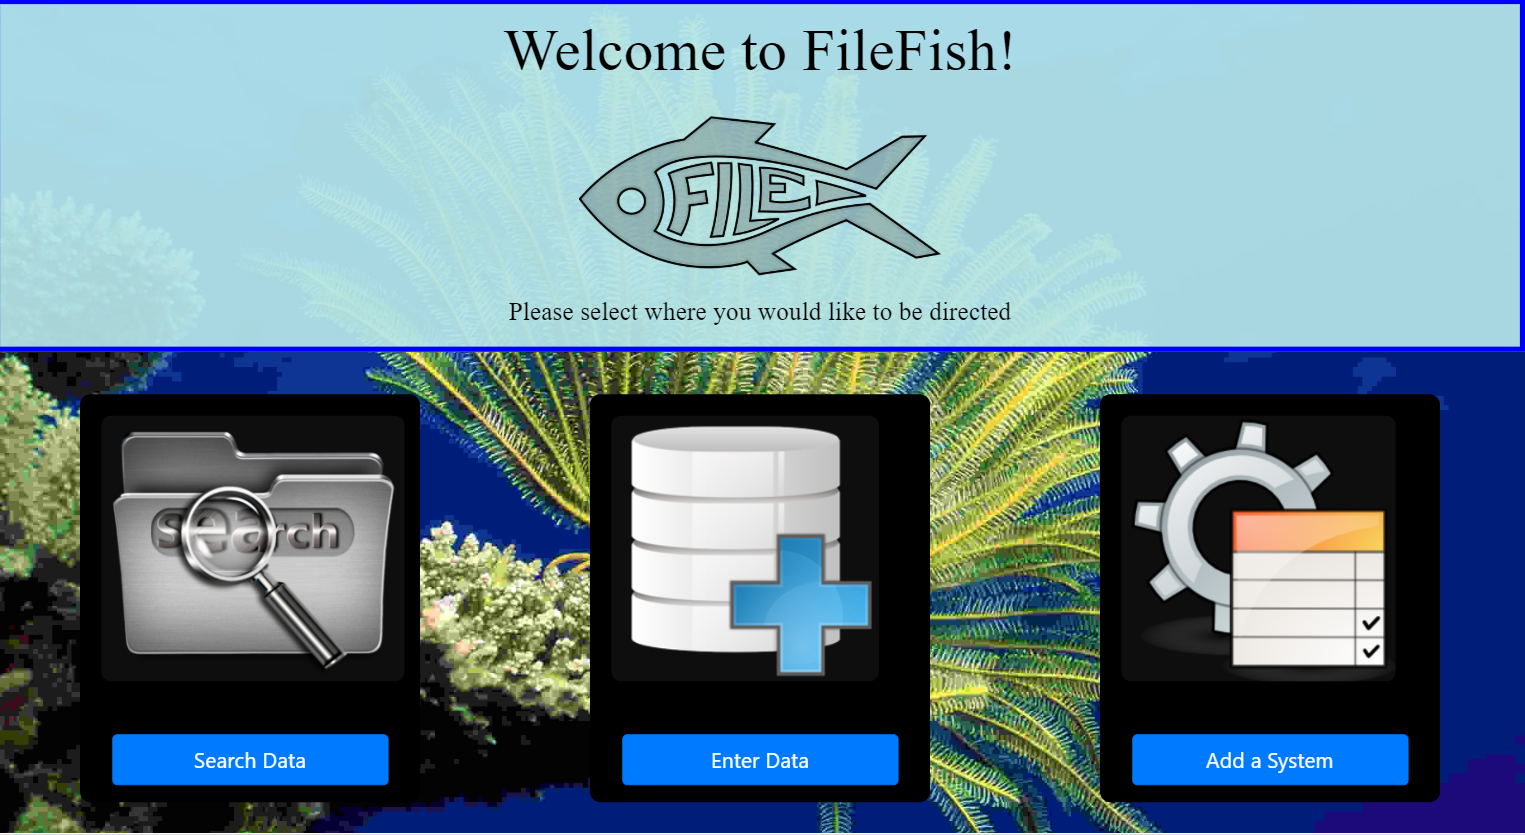 Welcome to FileFish!
FILE
Please select where you would like to be directed
search
Search Data
Enter Data
Add a System